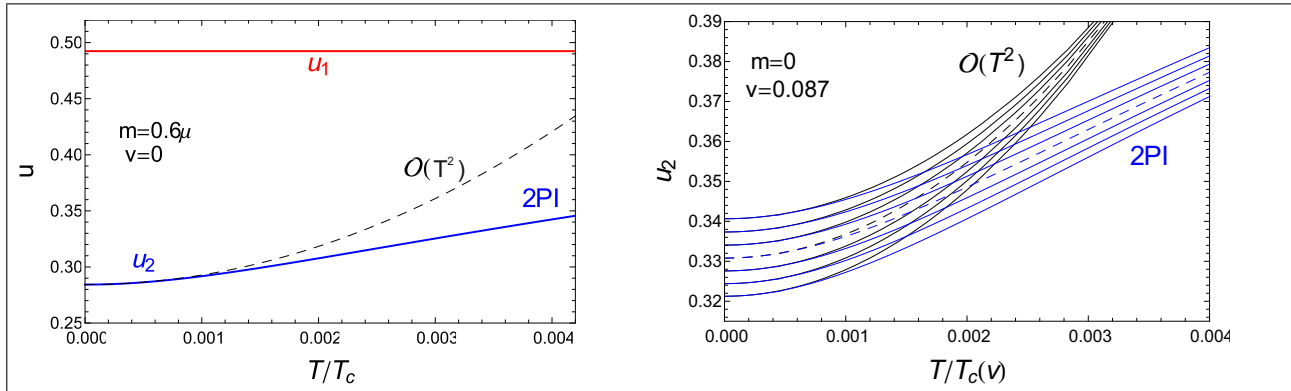 0.50
0.45
0.40
0.35
0.30
0.25
u
u₁
m=0.6μ
v=0
O(T²)
2PI
u₂
0.000
0.001
0.002
0.003
0.004
T/T_c
0.39
0.38
0.37
0.36
0.35
0.34
0.33
0.32
u₂
m=0
v=0.087
O(T²)
2PI
0.000
0.001
0.002
0.003
0.004
T/T_c(v)